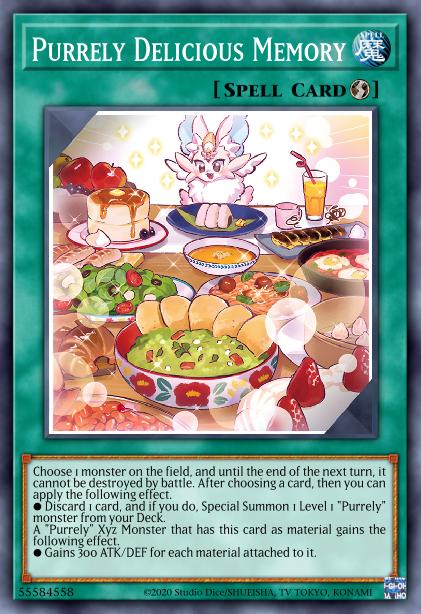 PURRELY DELICIOUS MEMORY
SPELL
魔
[SPELL CARD]
Choose 1 monster on the field, and until the end of the next turn, it
cannot be destroyed by battle. After choosing a card, then you can
apply the following effect.
● Discard 1 card, and if you do, Special Summon 1 Level 1 "Purrely"
monster from your Deck.
A "Purrely" Xyz Monster that has this card as material gains the
following effect.
● Gains 300 ATK/DEF for each material attached to it.
55584558
©2020 Studio Dice/SHUEISHA, TV TOKYO, KONAMI